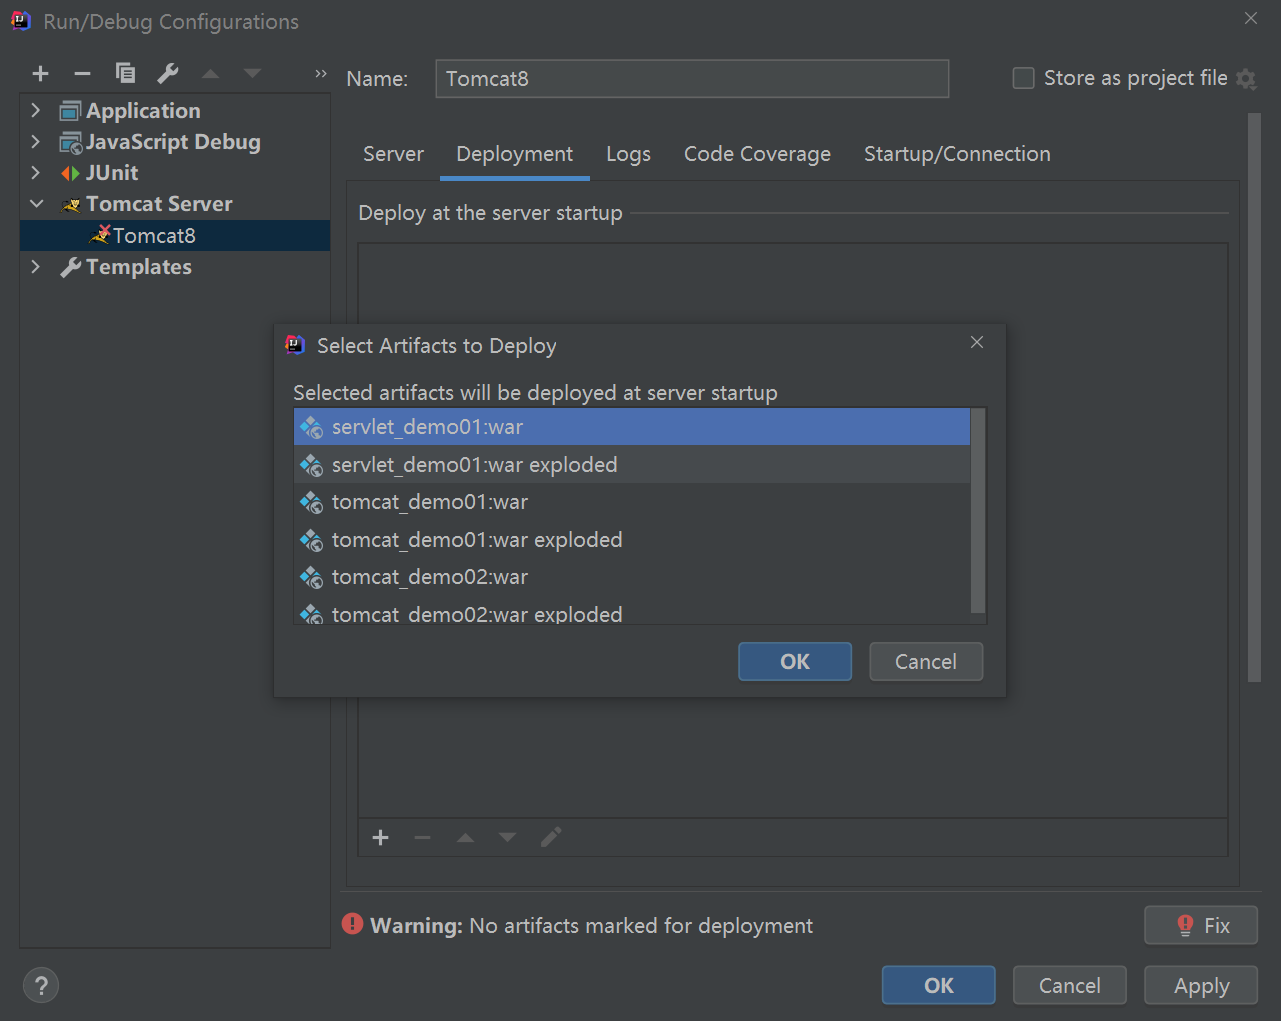 Run/Debug Configurations
Name: Tomcat8
Store as project file
Application
JavaScript Debug
JUnit
Tomcat Server
Tomcat8
Templates
Server Deployment Logs Code Coverage Startup/Connection
Deploy at the server startup
Select Artifacts to Deploy
Selected artifacts will be deployed at server startup
servlet_demo01:war
servlet_demo01:war exploded
tomcat_demo01:war
tomcat_demo01:war exploded
tomcat_demo02:war
tomcat_demo02:war exploded
OK Cancel
Warning: No artifacts marked for deployment
Fix
? OK Cancel Apply